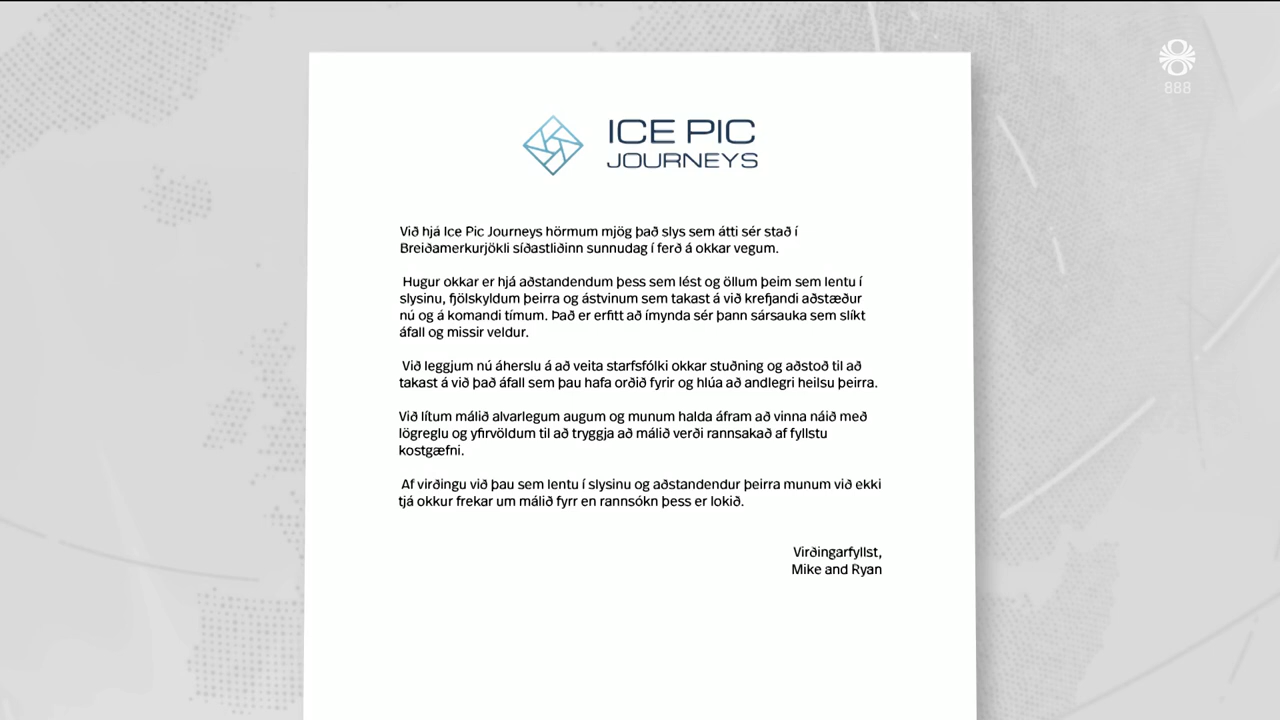 888
ICE PIC
JOURNEYS
Við hjá Ice Pic Journeys hörmum mjög það slys sem átti sér stað í
Breiðamerkurjökli síðastliðinn sunnudag í ferð á okkar vegum.
Hugur okkar er hjá aðstandendum þess sem lést og öllum þeim sem lentu í
slysinu, fjölskyldum þeirra og ástvinum sem takast á við krefjandi aðstæður
nú og á komandi tímum. Það er erfitt að ímynda sér þann sársauka sem slíkt
áfall og missir veldur.
Við leggjum nú áherslu á að veita starfsfólki okkar stuðning og aðstoð til að
takast á við það áfall sem þau hafa orðið fyrir og hlúa að andlegri heilsu þeirra.
Við lítum málið alvarlegum augum og munum halda áfram að vinna náið með
lögreglu og yfirvöldum til að tryggja að málið verði rannsakað af fyllstu
kostgæfni.
Af virðingu við þau sem lentu í slysinu og aðstandendur þeirra munum við ekki
tjá okkur frekar um málið fyrr en rannsókn þess er lokið.
Virðingarfyllst,
Mike and Ryan